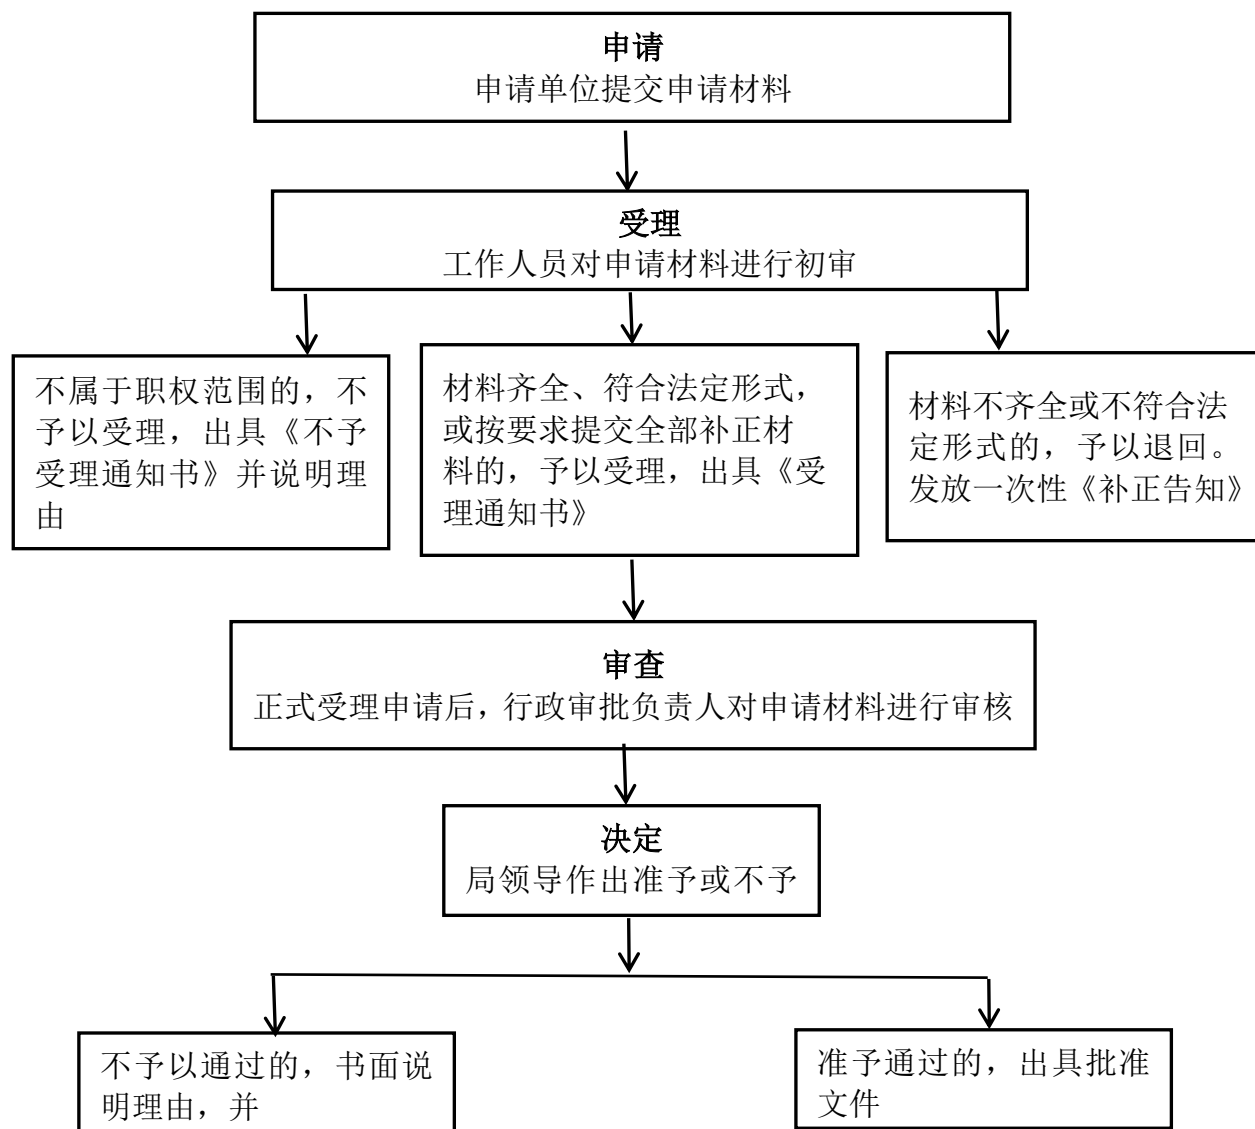 申请
申请单位提交申请材料
受理
工作人员对申请材料进行初审
不属于职权范围的，不
予以受理，出具《不予
受理通知书》并说明理
由
材料齐全、符合法定形式，
或按要求提交全部补正材
料的，予以受理，出具《受
理通知书》
材料不齐全或不符合法
定形式的，予以退回。
发放一次性《补正告知》
审查
正式受理申请后，行政审批负责人对申请材料进行审核
决定
局领导作出准予或不予
不予以通过的，书面说
明理由，并
准予通过的，出具批准
文件